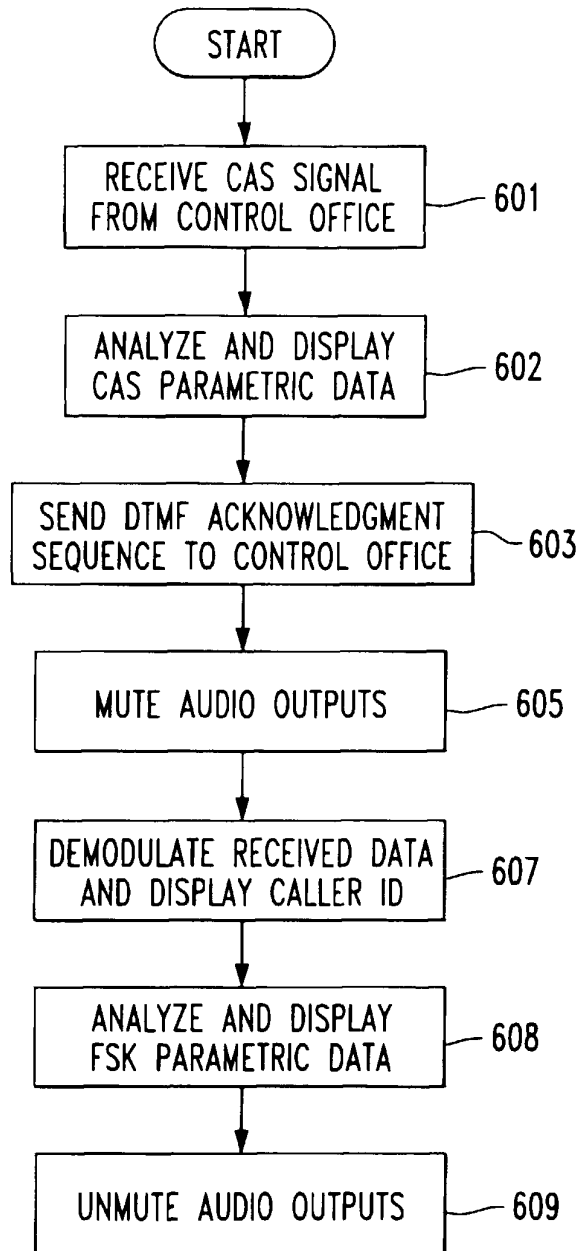 START
RECEIVE CAS SIGNAL
FROM CONTROL OFFICE
601
ANALYZE AND DISPLAY
CAS PARAMETRIC DATA
602
SEND DTMF ACKNOWLEDGMENT
SEQUENCE TO CONTROL OFFICE
603
MUTE AUDIO OUTPUTS
605
DEMODULATE RECEIVED DATA
AND DISPLAY CALLER ID
607
ANALYZE AND DISPLAY
FSK PARAMETRIC DATA
608
UNMUTE AUDIO OUTPUTS
609